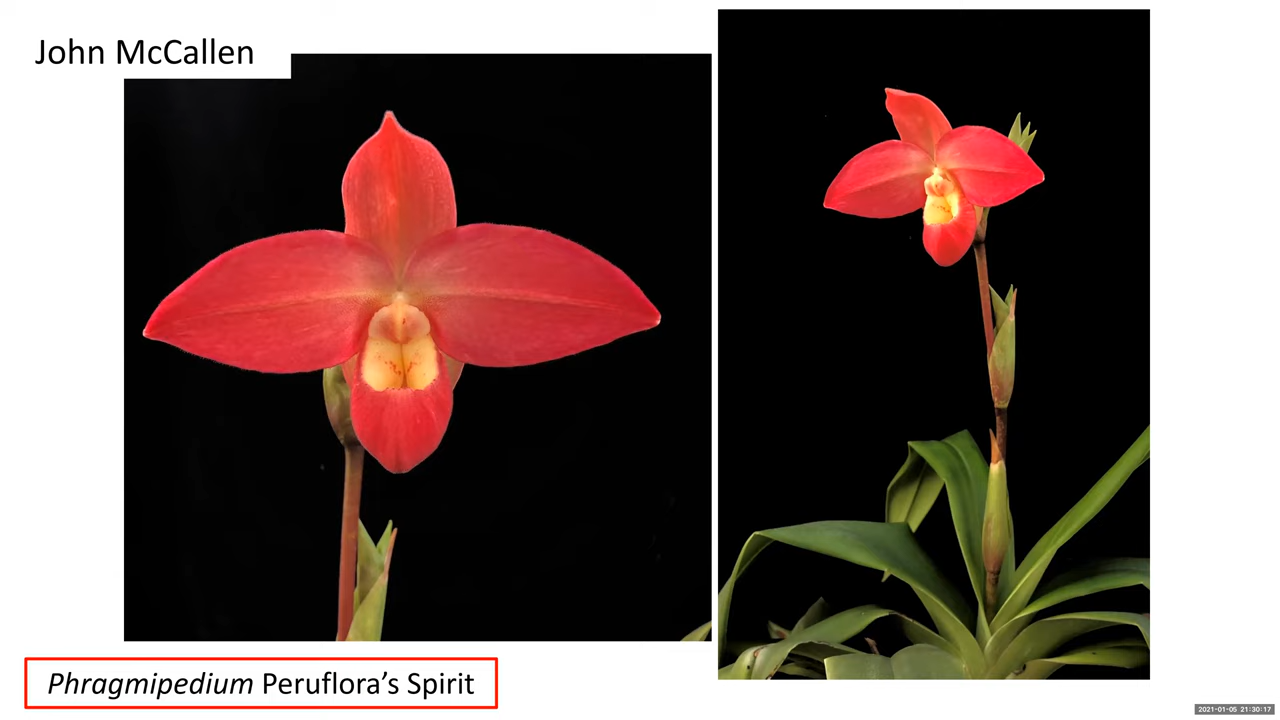 John McCallen
Phragmipedium Peruflora’s Spirit
2021-01-05 21:30:17